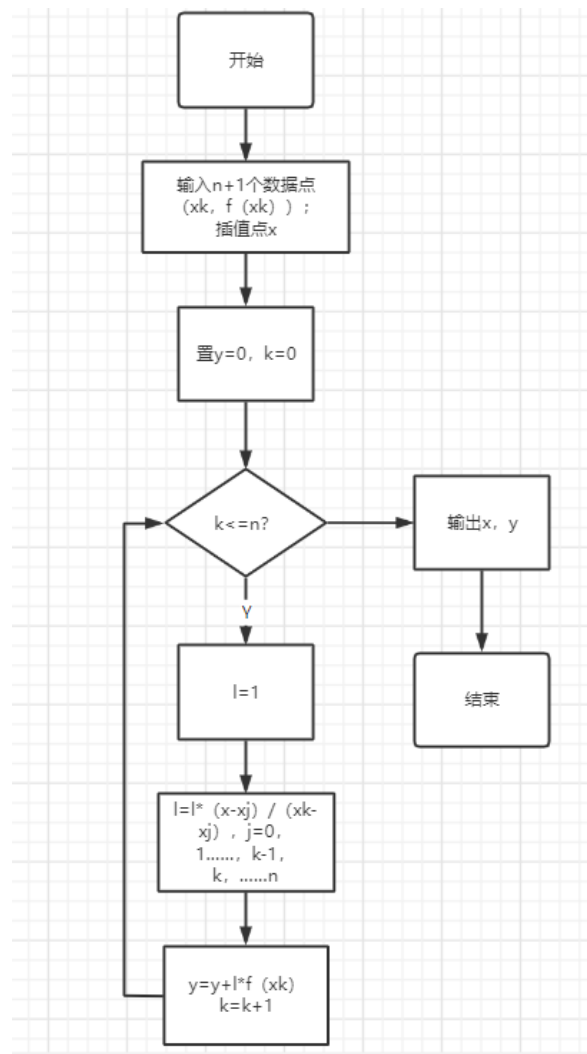 开始
输入n+1个数据点
(xk，f（xk））；
插值点x
置y=0，k=0
k<=n?
输出x，y
Y
l=1
结束
l=l*（x-xj）/（xk-
xj），j=0，
1……，k-1，
k，……n
y=y+l*f（xk）
k=k+1